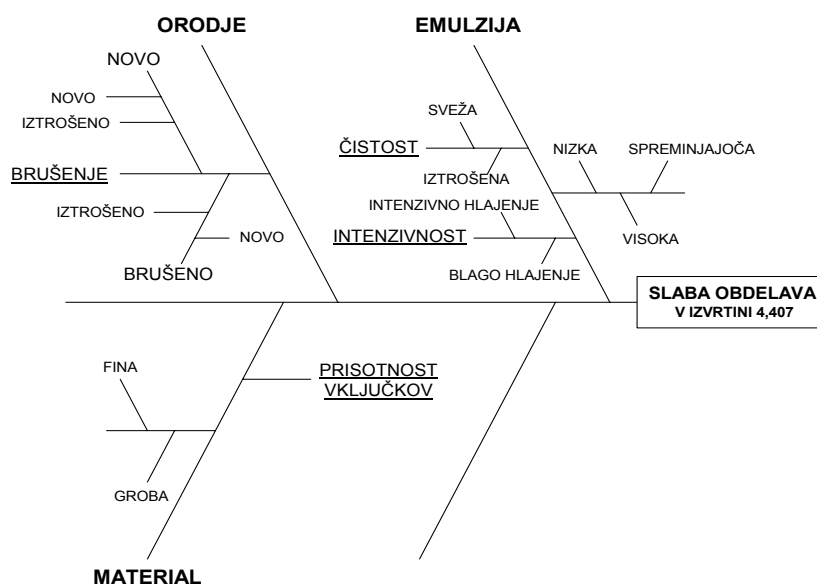 ORODJE
EMULZIJA
NOVO
NOVO
IZTROŠENO
BRUŠENJE
IZTROŠENO
NOVO
BRUŠENO
SVEŽA
ČISTOST
IZTROŠENA
INTENZIVNO HLAJENJE
INTENZIVNOST
BLAGO HLAJENJE
NIZKA
SPREMINJAJOČA
VISOKA
SLABA OBDELAVA
V IZVRTINI 4,407
FINA
PRISOTNOST
VKLJUČKOV
GROBA
MATERIAL